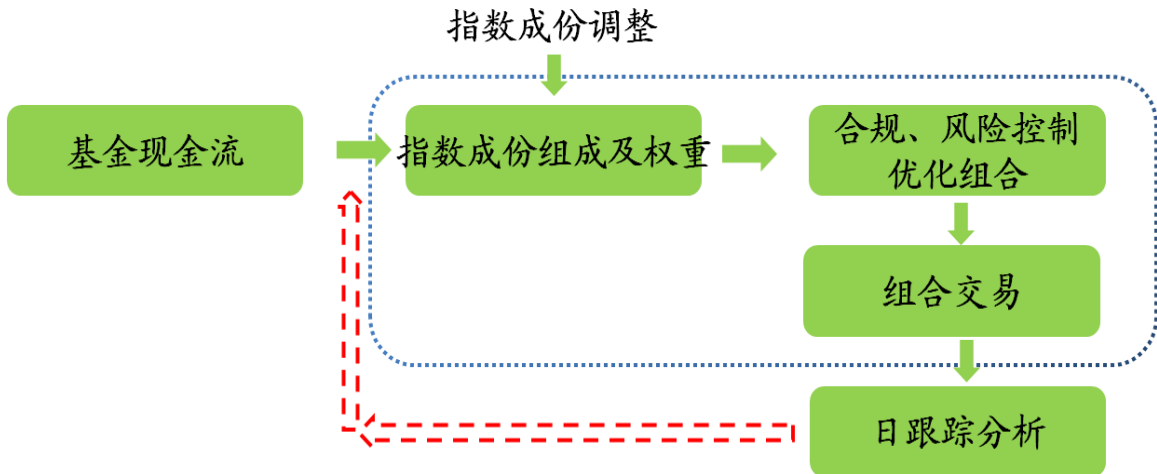 指数成份调整
基金现金流
指数成份组成及权重
合规、风险控制
优化组合
组合交易
日跟踪分析